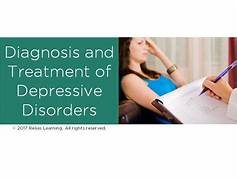 Diagnosis and
Treatment of
Depressive
Disorders
© 2017 Relias Learning. All rights reserved.